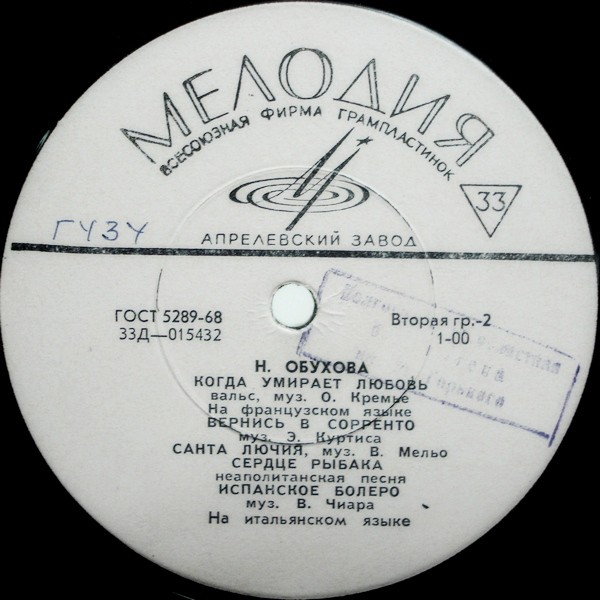 МЕЛОДИЯ
ВСЕСОЮЗНАЯ ФИРМА ГРАМПЛАСТИНОК
33
ГУЗУ
АПРЕЛЕВСКИЙ ЗАВОД
ГОСТ 5289-68
33Д—015432
Вторая гр.-2
1-00
Н. ОБУХОВА
КОГДА УМИРАЕТ ЛЮБОВЬ
вальс, муз. О. Кремье
На французском языке
ВЕРНИСЬ В СОРРЕНТО
муз. Э. Куртиса
САНТА ЛЮЧИЯ, муз. В. Мельо
СЕРДЦЕ РЫБАКА
неаполитанская песня
ИСПАНСКОЕ БОЛЕРО
муз. В. Чиара
На итальянском языке